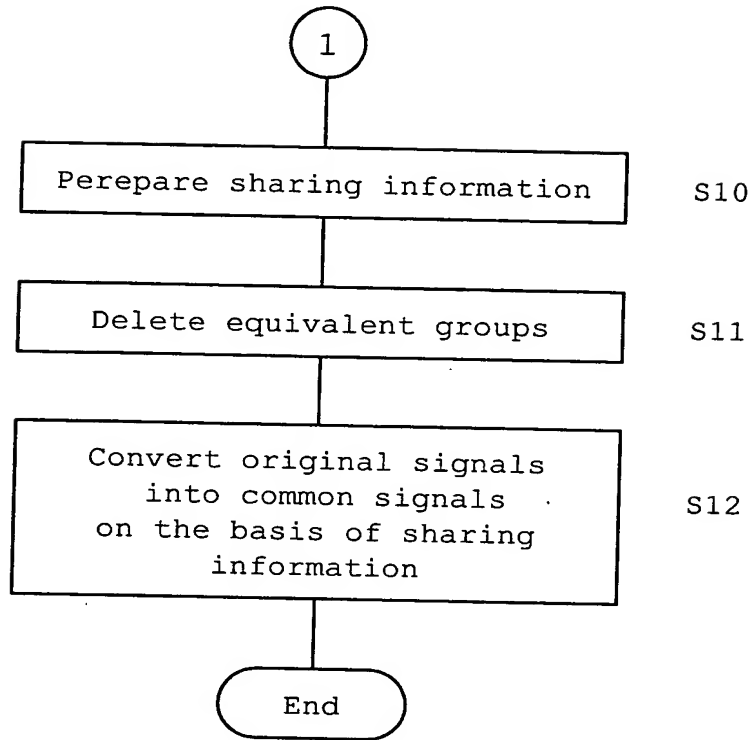 1
Perepare sharing information
S10
Delete equivalent groups
S11
Convert original signals
into common signals
on the basis of sharing
information
S12
End